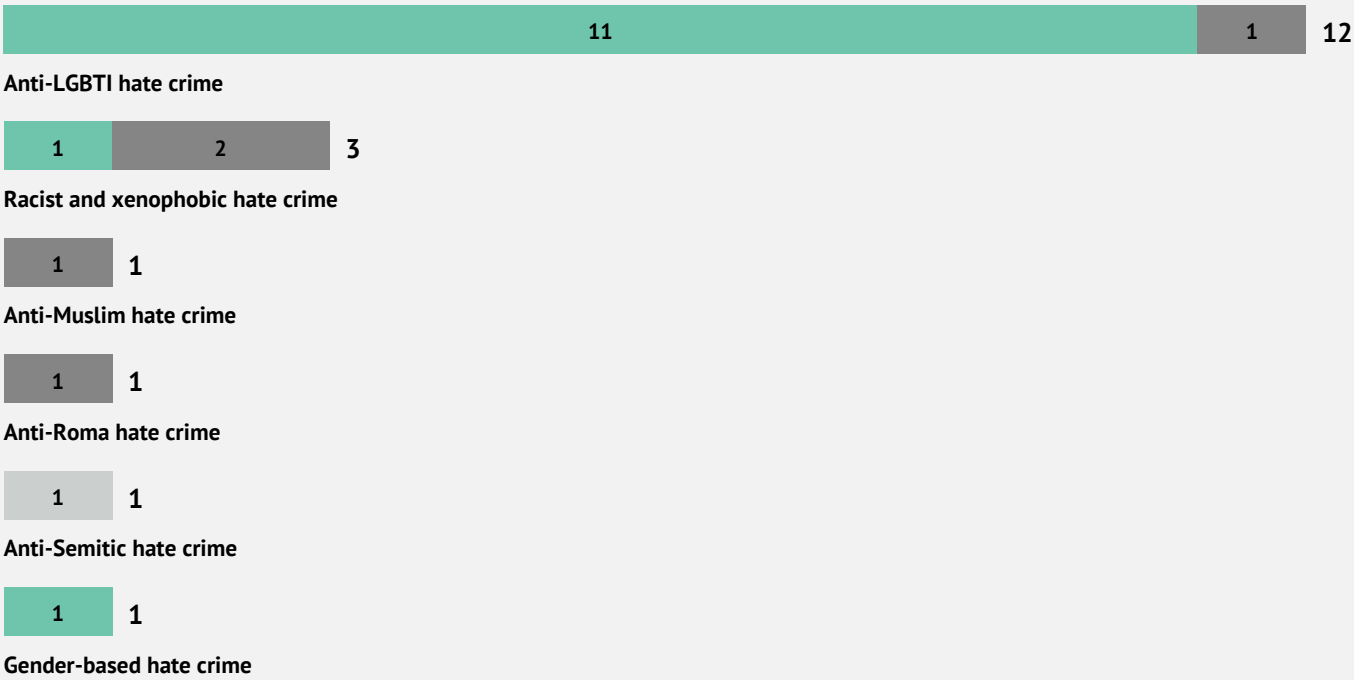 11 1 12
Anti-LGBTI hate crime
1 2 3
Racist and xenophobic hate crime
1 1
Anti-Muslim hate crime
1 1
Anti-Roma hate crime
1 1
Anti-Semitic hate crime
1 1
Gender-based hate crime